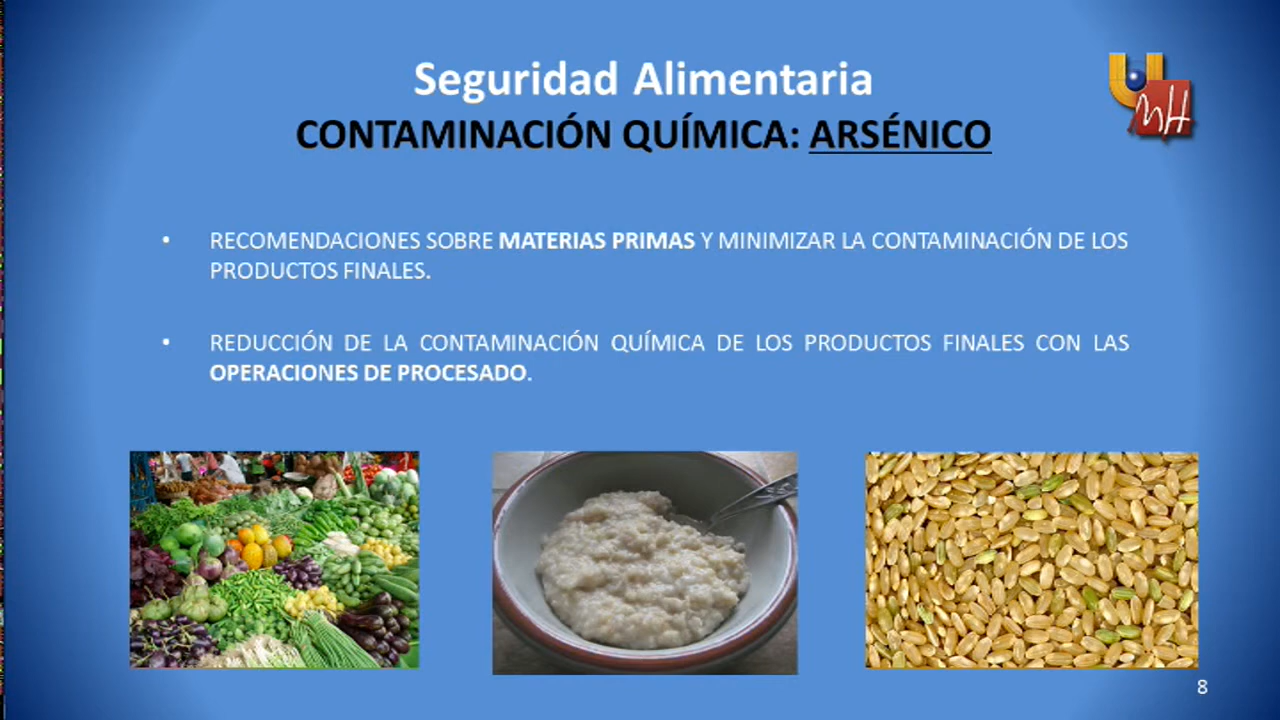 Seguridad Alimentaria
CONTAMINACIÓN QUÍMICA: ARSÉNICO
UMH
• RECOMENDACIONES SOBRE MATERIAS PRIMAS Y MINIMIZAR LA CONTAMINACIÓN DE LOS
PRODUCTOS FINALES.
• REDUCCIÓN DE LA CONTAMINACIÓN QUÍMICA DE LOS PRODUCTOS FINALES CON LAS
OPERACIONES DE PROCESADO.
8